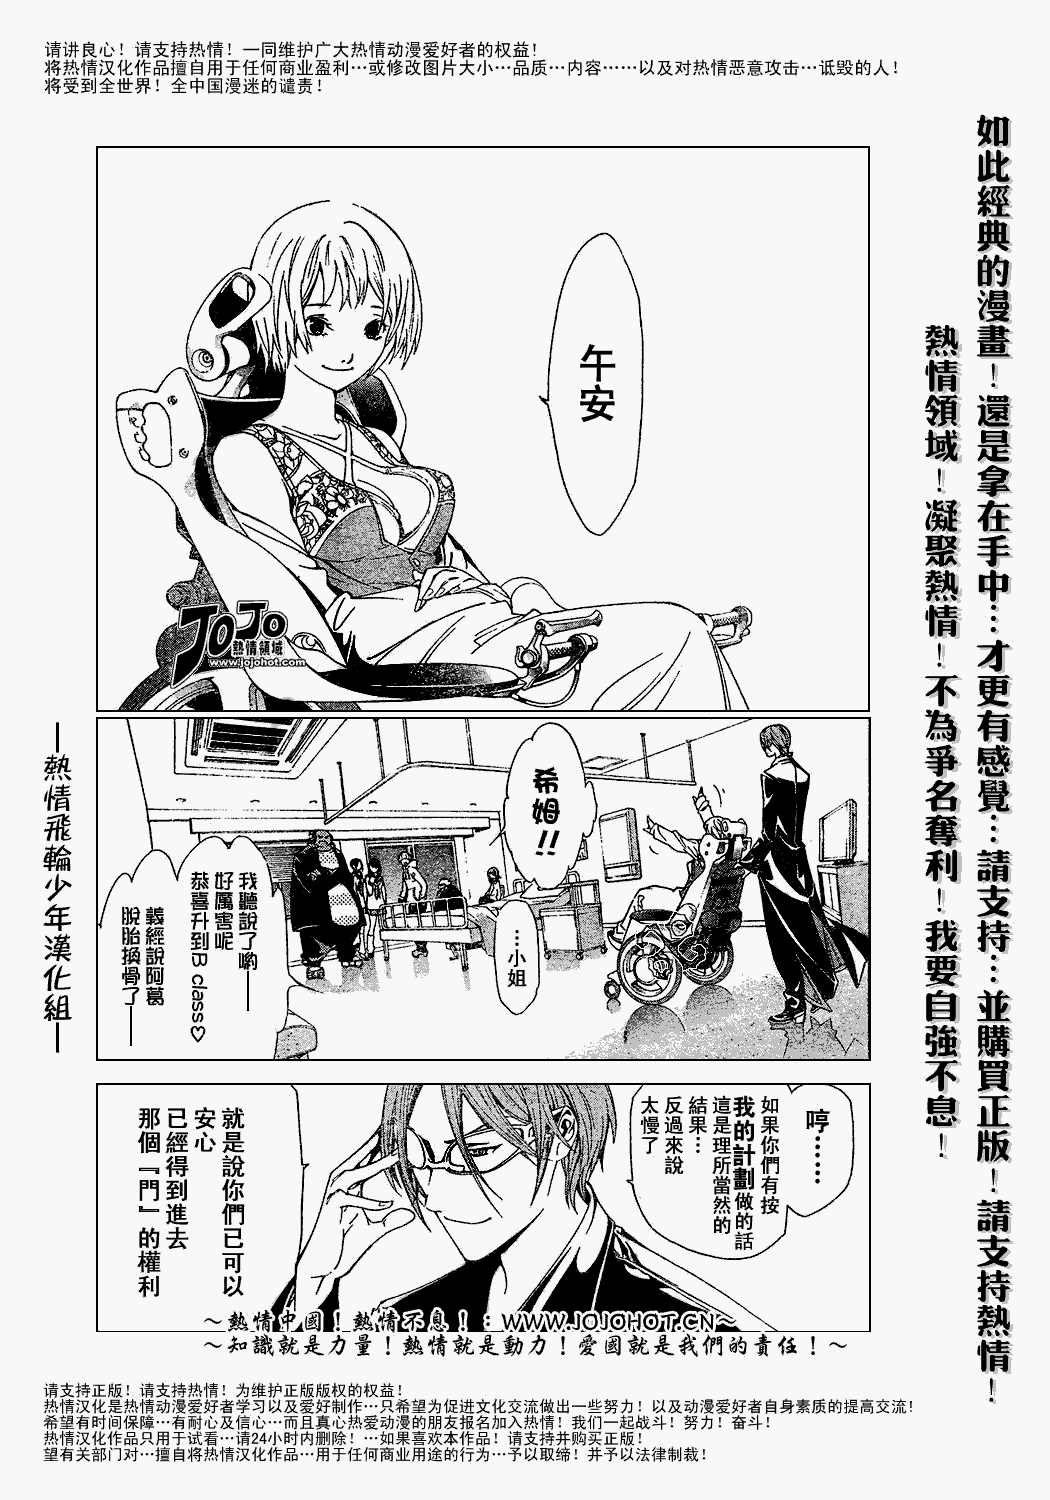 请讲良心！请支持热情！一同维护广大热情动漫爱好者的权益！
将热情汉化作品擅自用于任何商业盈利…或修改图片大小…品质…内容……以及对热情恶意攻击…诋毁的人！
将受到全世界！全中国漫迷的谴责！
如此經典的漫畫！還是拿在手中…才更有感覺…請支持…並購買正版！請支持熱情！
熱情領域！凝聚熱情！不為爭名奪利！我要自強不息！
午安
JOJO
熱情領域
www.jojohot.com
—熱情飛輪少年漢化組—
希姆!!
…小姐
我聽說了喲——
好厲害呢
恭喜升到B class♡
義經說阿葛
脫胎換骨了——
哼……
如果你們有按
我的計劃做的話
這是理所當然的
結果…
反過來說
太慢了
就是說你們已可以
安心
已經得到進去
那個『門』的權利
～熱情中國！熱情不息！：WWW.JOJOHOT.CN～
～知識就是力量！熱情就是動力！愛國就是我們的責任！～
请支持正版！请支持热情！为维护正版版权的权益！
热情汉化是热情动漫爱好者学习以及爱好制作…只希望为促进文化交流做出一些努力！以及动漫爱好者自身素质的提高交流！
希望有时间保障…有耐心及信心…而且真心热爱动漫的朋友报名加入热情！我们一起战斗！努力！奋斗！
热情汉化作品只用于试看…请24小时内删除！…如果喜欢本作品！请支持并购买正版！
望有关部门对…擅自将热情汉化作品…用于任何商业用途的行为…予以取缔！并予以法律制裁！